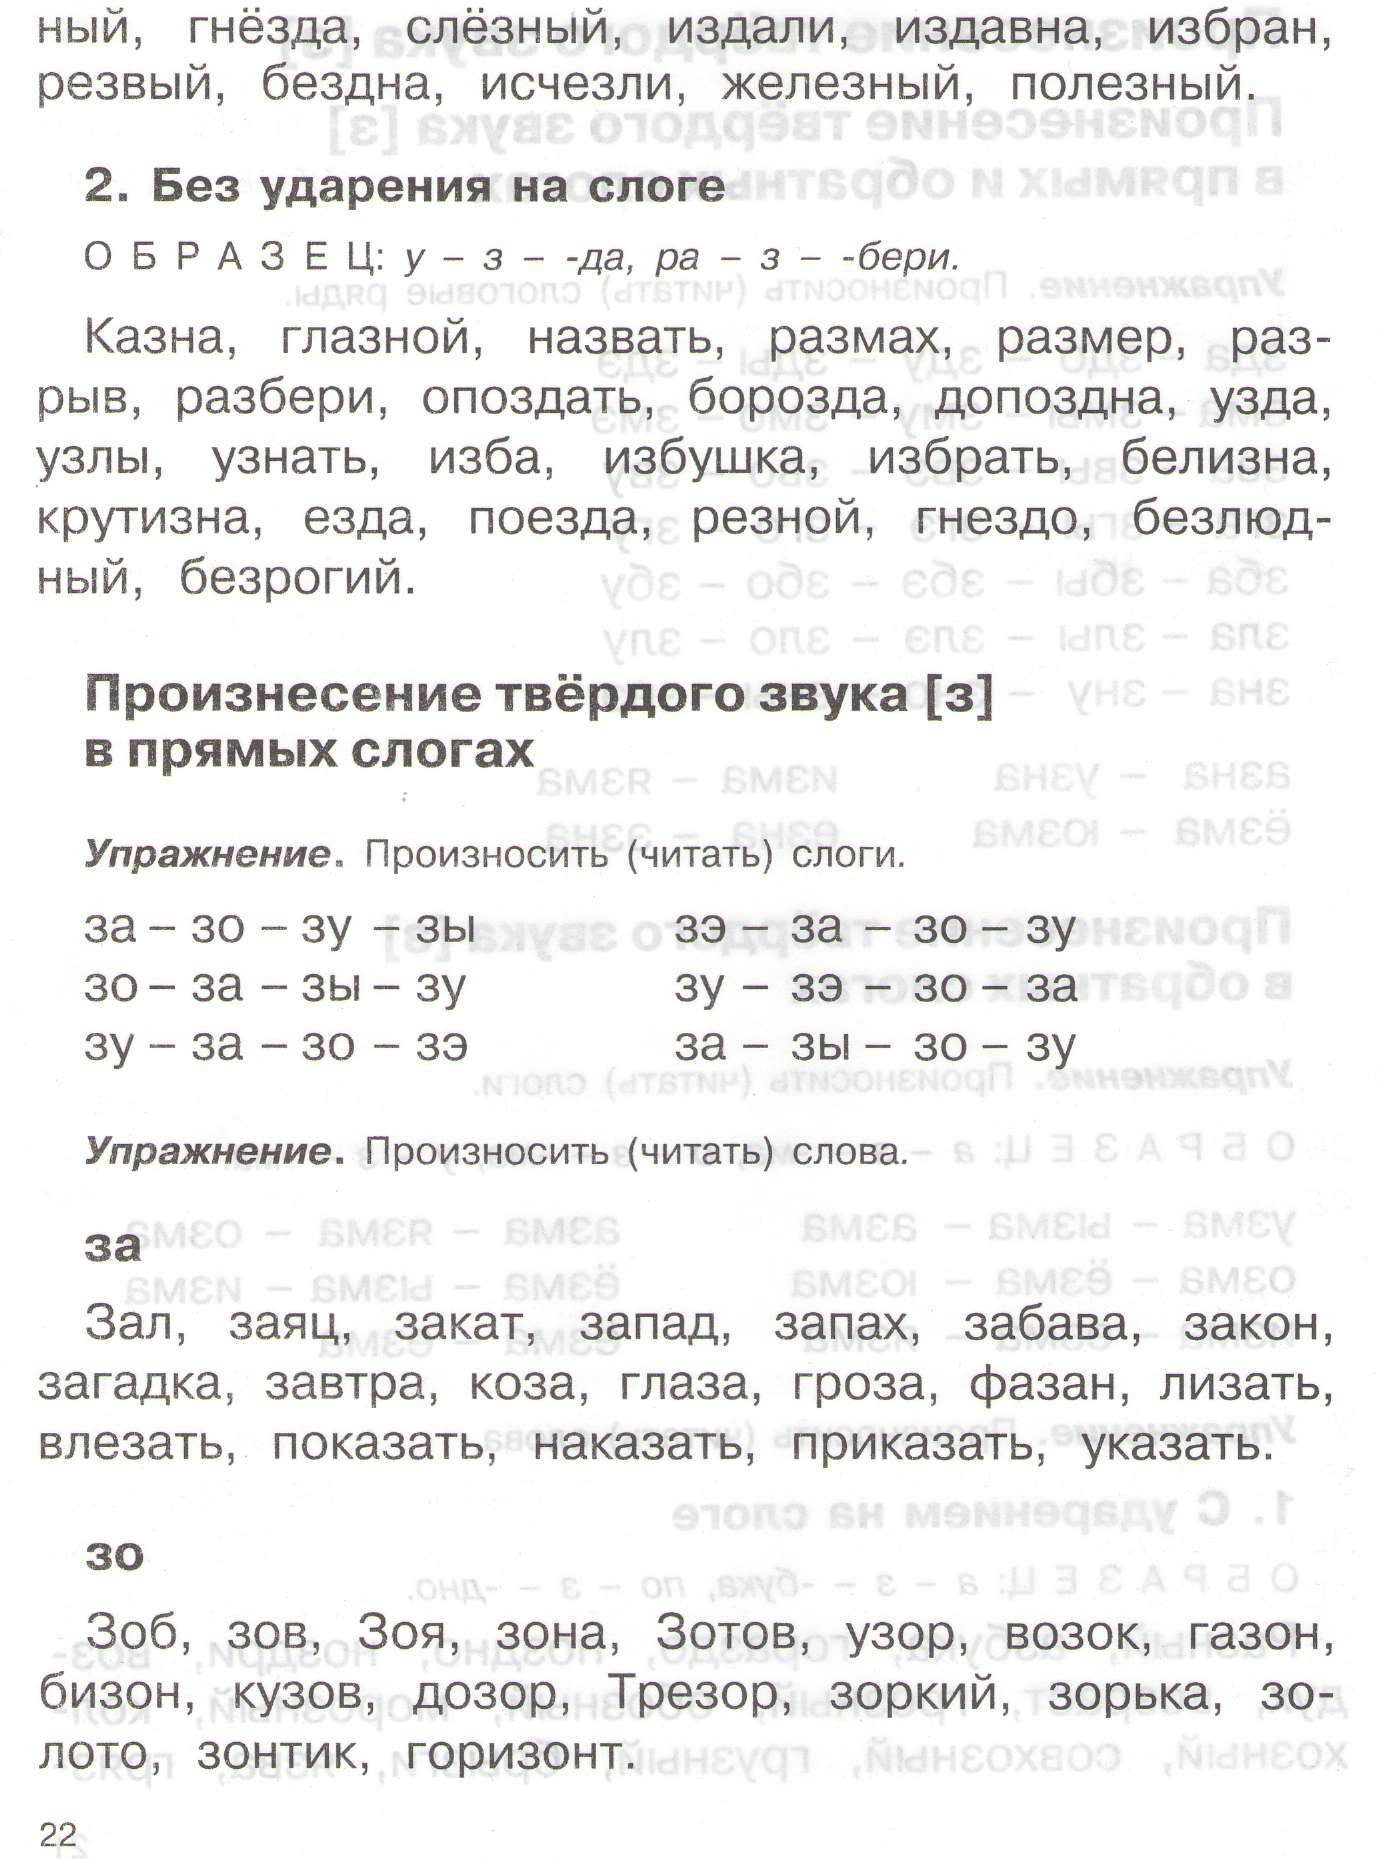 ный, гнёзда, слёзный, издали, издавна, избран,
резвый, бездна, исчезли, железный, полезный.
2. Без ударения на слоге
О Б Р А З Е Ц: у – з – -да, ра – з – -бери.
Казна, глазной, назвать, размах, размер, раз-
рыв, разбери, опоздать, борозда, допоздна, узда,
узлы, узнать, изба, избушка, избрать, белизна,
крутизна, езда, поезда, резной, гнездо, безлюд-
ный, безрогий.
Произнесение твёрдого звука [з]
в прямых слогах
Упражнение. Произносить (читать) слоги.
за – зо – зу – зы зэ – за – зо – зу
зо – за – зы – зу зу – зэ – зо – за
зу – за – зо – зэ за – зы – зо – зу
Упражнение. Произносить (читать) слова.
за
Зал, заяц, закат, запад, запах, забава, закон,
загадка, завтра, коза, глаза, гроза, фазан, лизать,
влезать, показать, наказать, приказать, указать.
зо
Зоб, зов, Зоя, зона, Зотов, узор, возок, газон,
бизон, кузов, дозор, Трезор, зоркий, зорька, зо-
лото, зонтик, горизонт.
22